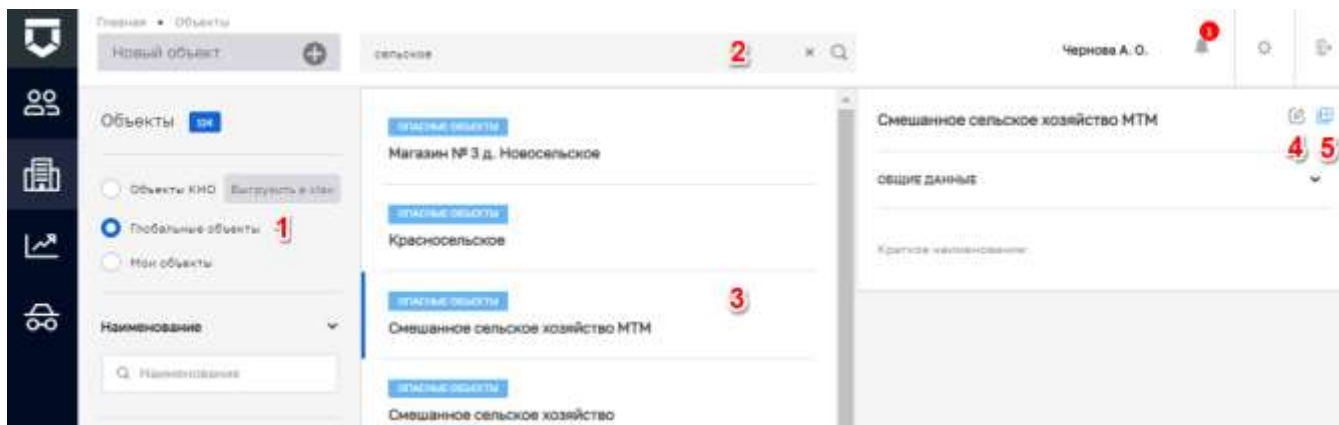 Главная • Объекты
Новый объект
сельское
2
Чернова А. О.
1
Объекты
Объекты КНО
Выгрузить в
Глобальные объекты
1
Мои объекты
Наименование
Наименование
ОПАСНЫЕ ОБЪЕКТЫ
Магазин № 3 д. Новосельское
ОПАСНЫЕ ОБЪЕКТЫ
Красносельское
ОПАСНЫЕ ОБЪЕКТЫ
3
Смешанное сельское хозяйство МТМ
ОПАСНЫЕ ОБЪЕКТЫ
Смешанное сельское хозяйство
Смешанное сельское хозяйство МТМ
4 5
ОБЩИЕ ДАННЫЕ
Краткое наименование